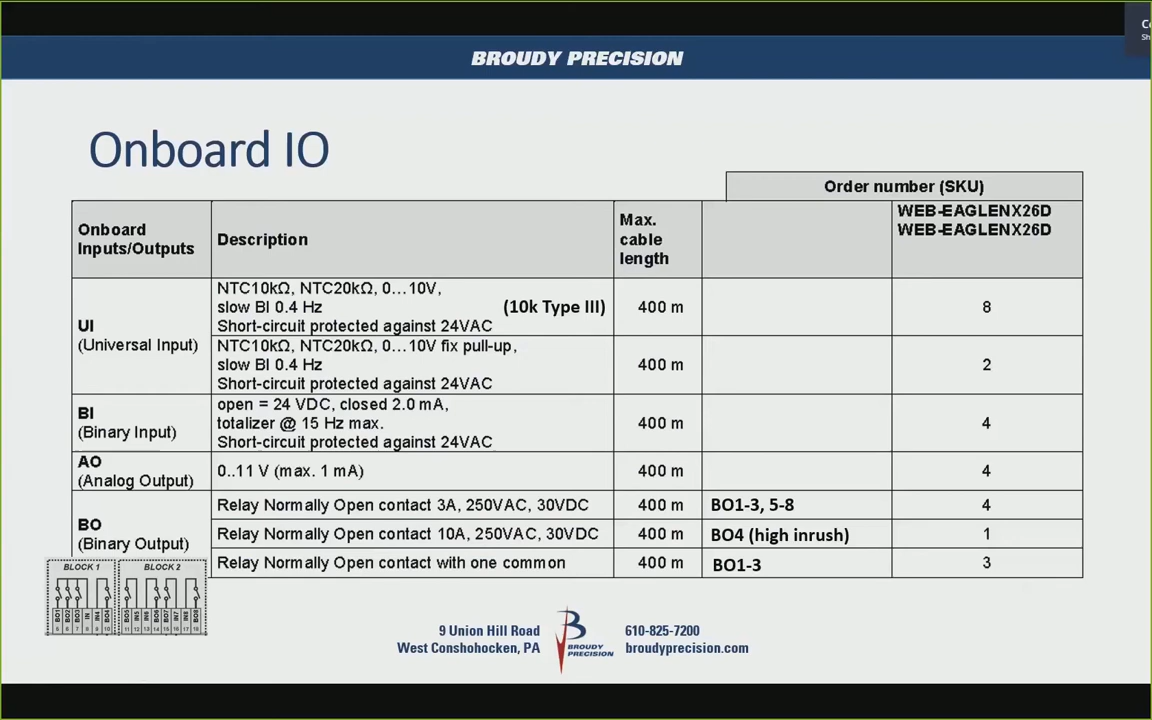 BROUDY PRECISION
Onboard IO
Order number (SKU)
Onboard
Inputs/Outputs
Description
Max.
cable
length
WEB-EAGLENX26D
WEB-EAGLENX26D
UI
(Universal Input)
NTC10kΩ, NTC20kΩ, 0…10V,
slow BI 0.4 Hz (10k Type III)
Short-circuit protected against 24VAC
400 m
8
NTC10kΩ, NTC20kΩ, 0…10V fix pull-up,
slow BI 0.4 Hz
Short-circuit protected against 24VAC
400 m
2
BI
(Binary Input)
open = 24 VDC, closed 2.0 mA,
totalizer @ 15 Hz max.
Short-circuit protected against 24VAC
400 m
4
AO
(Analog Output)
0..11 V (max. 1 mA)
400 m
4
BO
(Binary Output)
Relay Normally Open contact 3A, 250VAC, 30VDC
400 m
BO1-3, 5-8
4
Relay Normally Open contact 10A, 250VAC, 30VDC
400 m
BO4 (high inrush)
1
Relay Normally Open contact with one common
400 m
BO1-3
3
BLOCK 1
BLOCK 2
9 Union Hill Road
West Conshohocken, PA
BROUDY
PRECISION
610-825-7200
broudyprecision.com